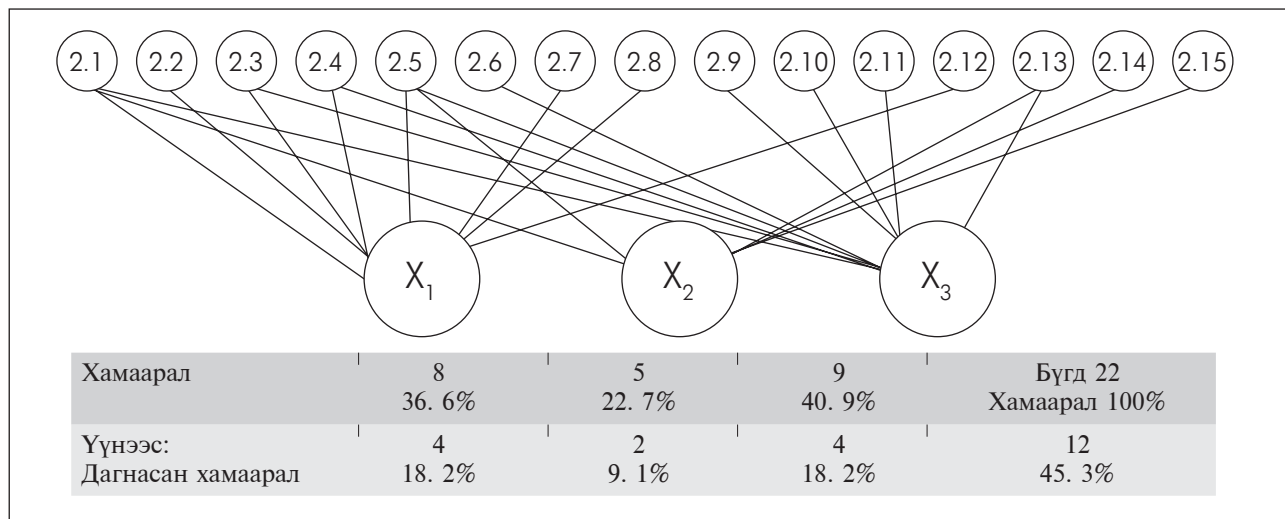 2.1 2.2 2.3 2.4 2.5 2.6 2.7 2.8 2.9 2.10 2.11 2.12 2.13 2.14 2.15
X₁ X₂ X₃
Хамаарал 8 5 9 Бүгд 22
36. 6% 22. 7% 40. 9% Хамаарал 100%
Үүнээс: 4 2 4 12
Дагнасан хамаарал 18. 2% 9. 1% 18. 2% 45. 3%